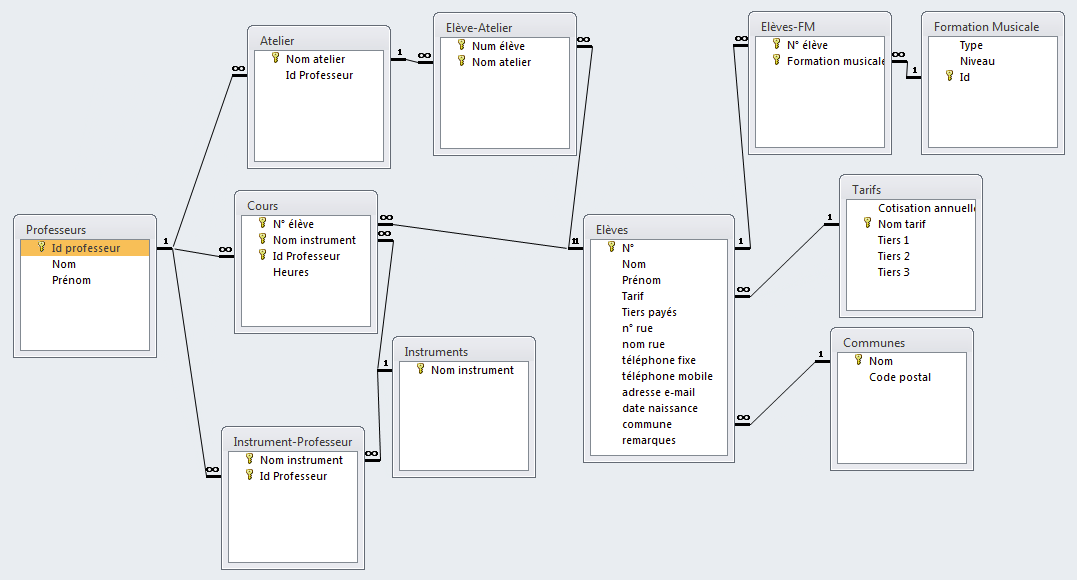 Atelier
Nom atelier
Id Professeur
1
∞
∞
Elève-Atelier
Num élève
Nom atelier
∞
Elèves-FM
N° élève
Formation musicale
∞
∞
Formation Musicale
Type
Niveau
Id
1
Professeurs
Id professeur
Nom
Prénom
1
Cours
N° élève
Nom instrument
Id Professeur
Heures
∞
∞
∞
Elèves
N°
Nom
Prénom
Tarif
Tiers payés
n° rue
nom rue
téléphone fixe
téléphone mobile
adresse e-mail
date naissance
commune
remarques
11
1
∞
∞
Tarifs
Cotisation annuelle
Nom tarif
Tiers 1
Tiers 2
Tiers 3
1
Instruments
Nom instrument
1
Communes
Nom
Code postal
1
Instrument-Professeur
Nom instrument
Id Professeur
∞
∞